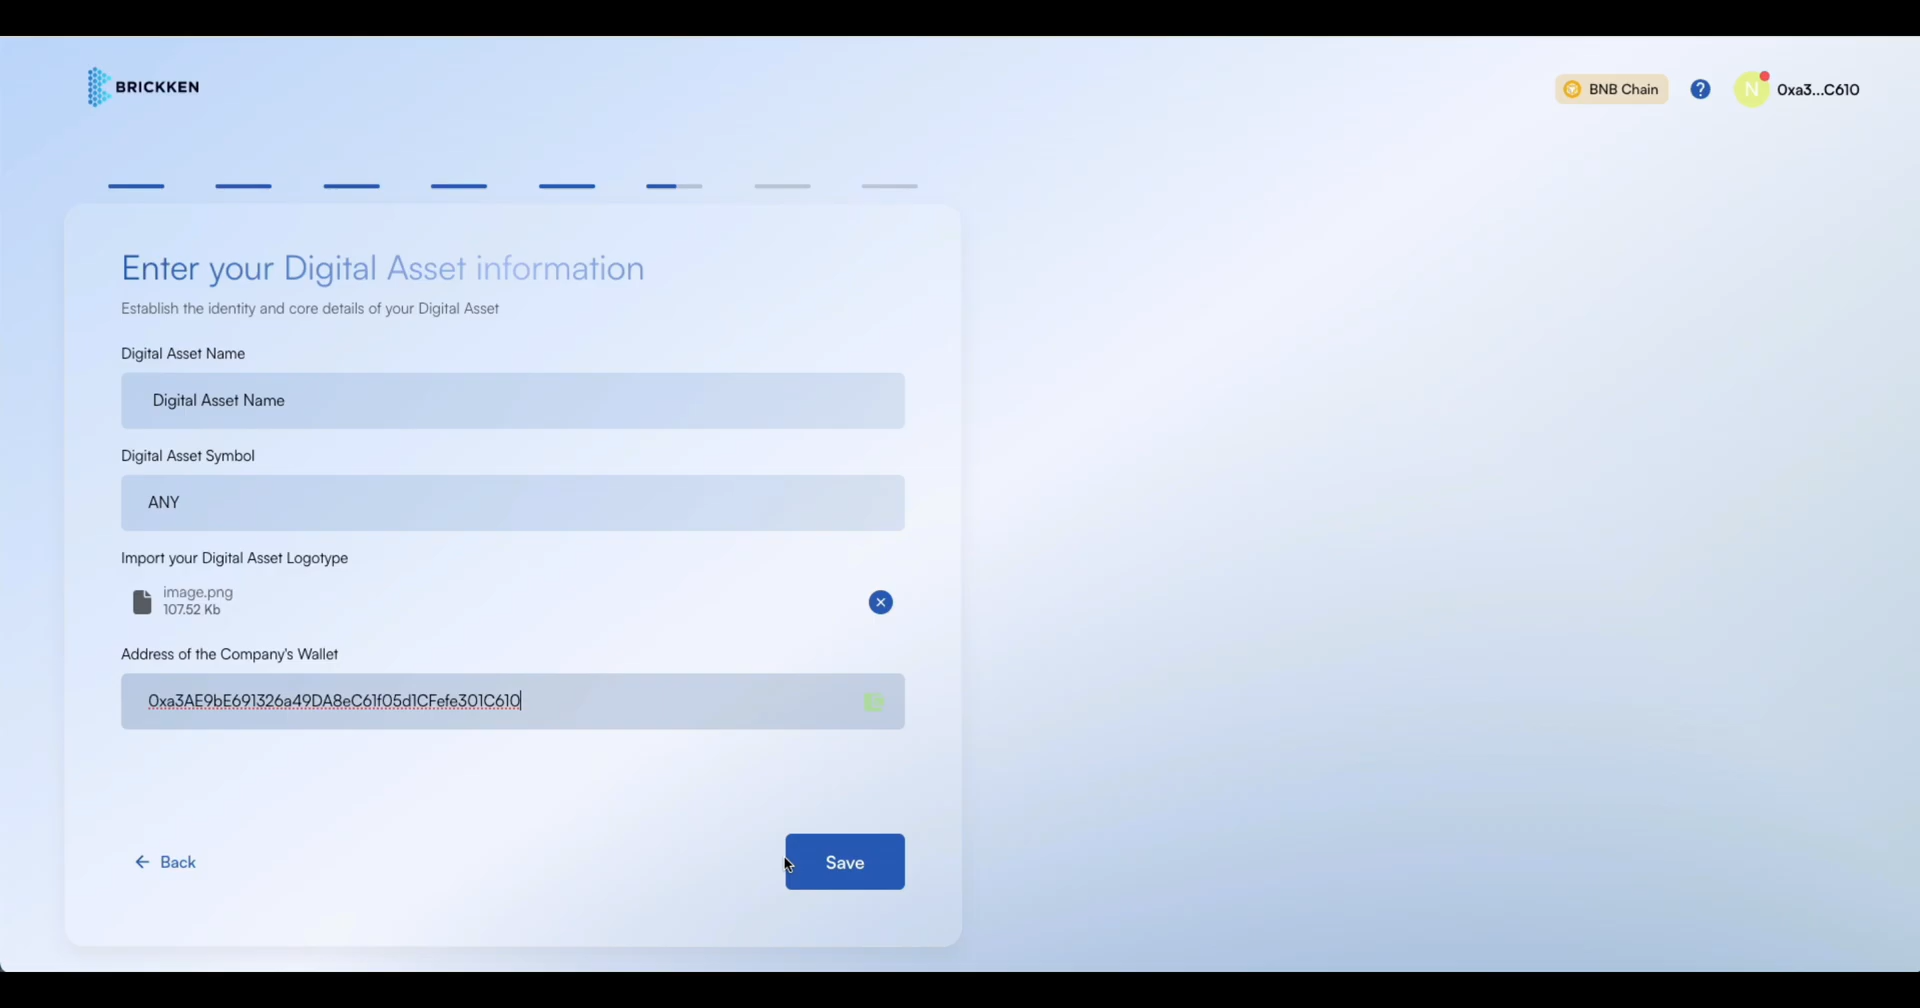 BRICKKEN
BNB Chain
?
N
0xa3...C610
Enter your Digital Asset information
Establish the identity and core details of your Digital Asset
Digital Asset Name
Digital Asset Name
Digital Asset Symbol
ANY
Import your Digital Asset Logotype
image.png
107.52 Kb
Address of the Company's Wallet
0xa3AE9bE691326a49DA8eC61f05d1CFefe301C610
Back
Save